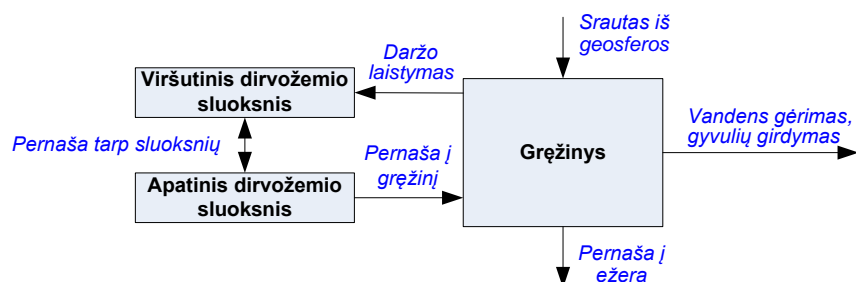 Srautas iš
geosferos
Daržo
laistymas
Viršutinis dirvožemio
sluoksnis
Vandens gėrimas,
gyvulių girdymas
Pernaša tarp sluoksnių
Pernaša į
gręžinį
Gręžinys
Apatinis dirvožemio
sluoksnis
Pernaša į
ežerą